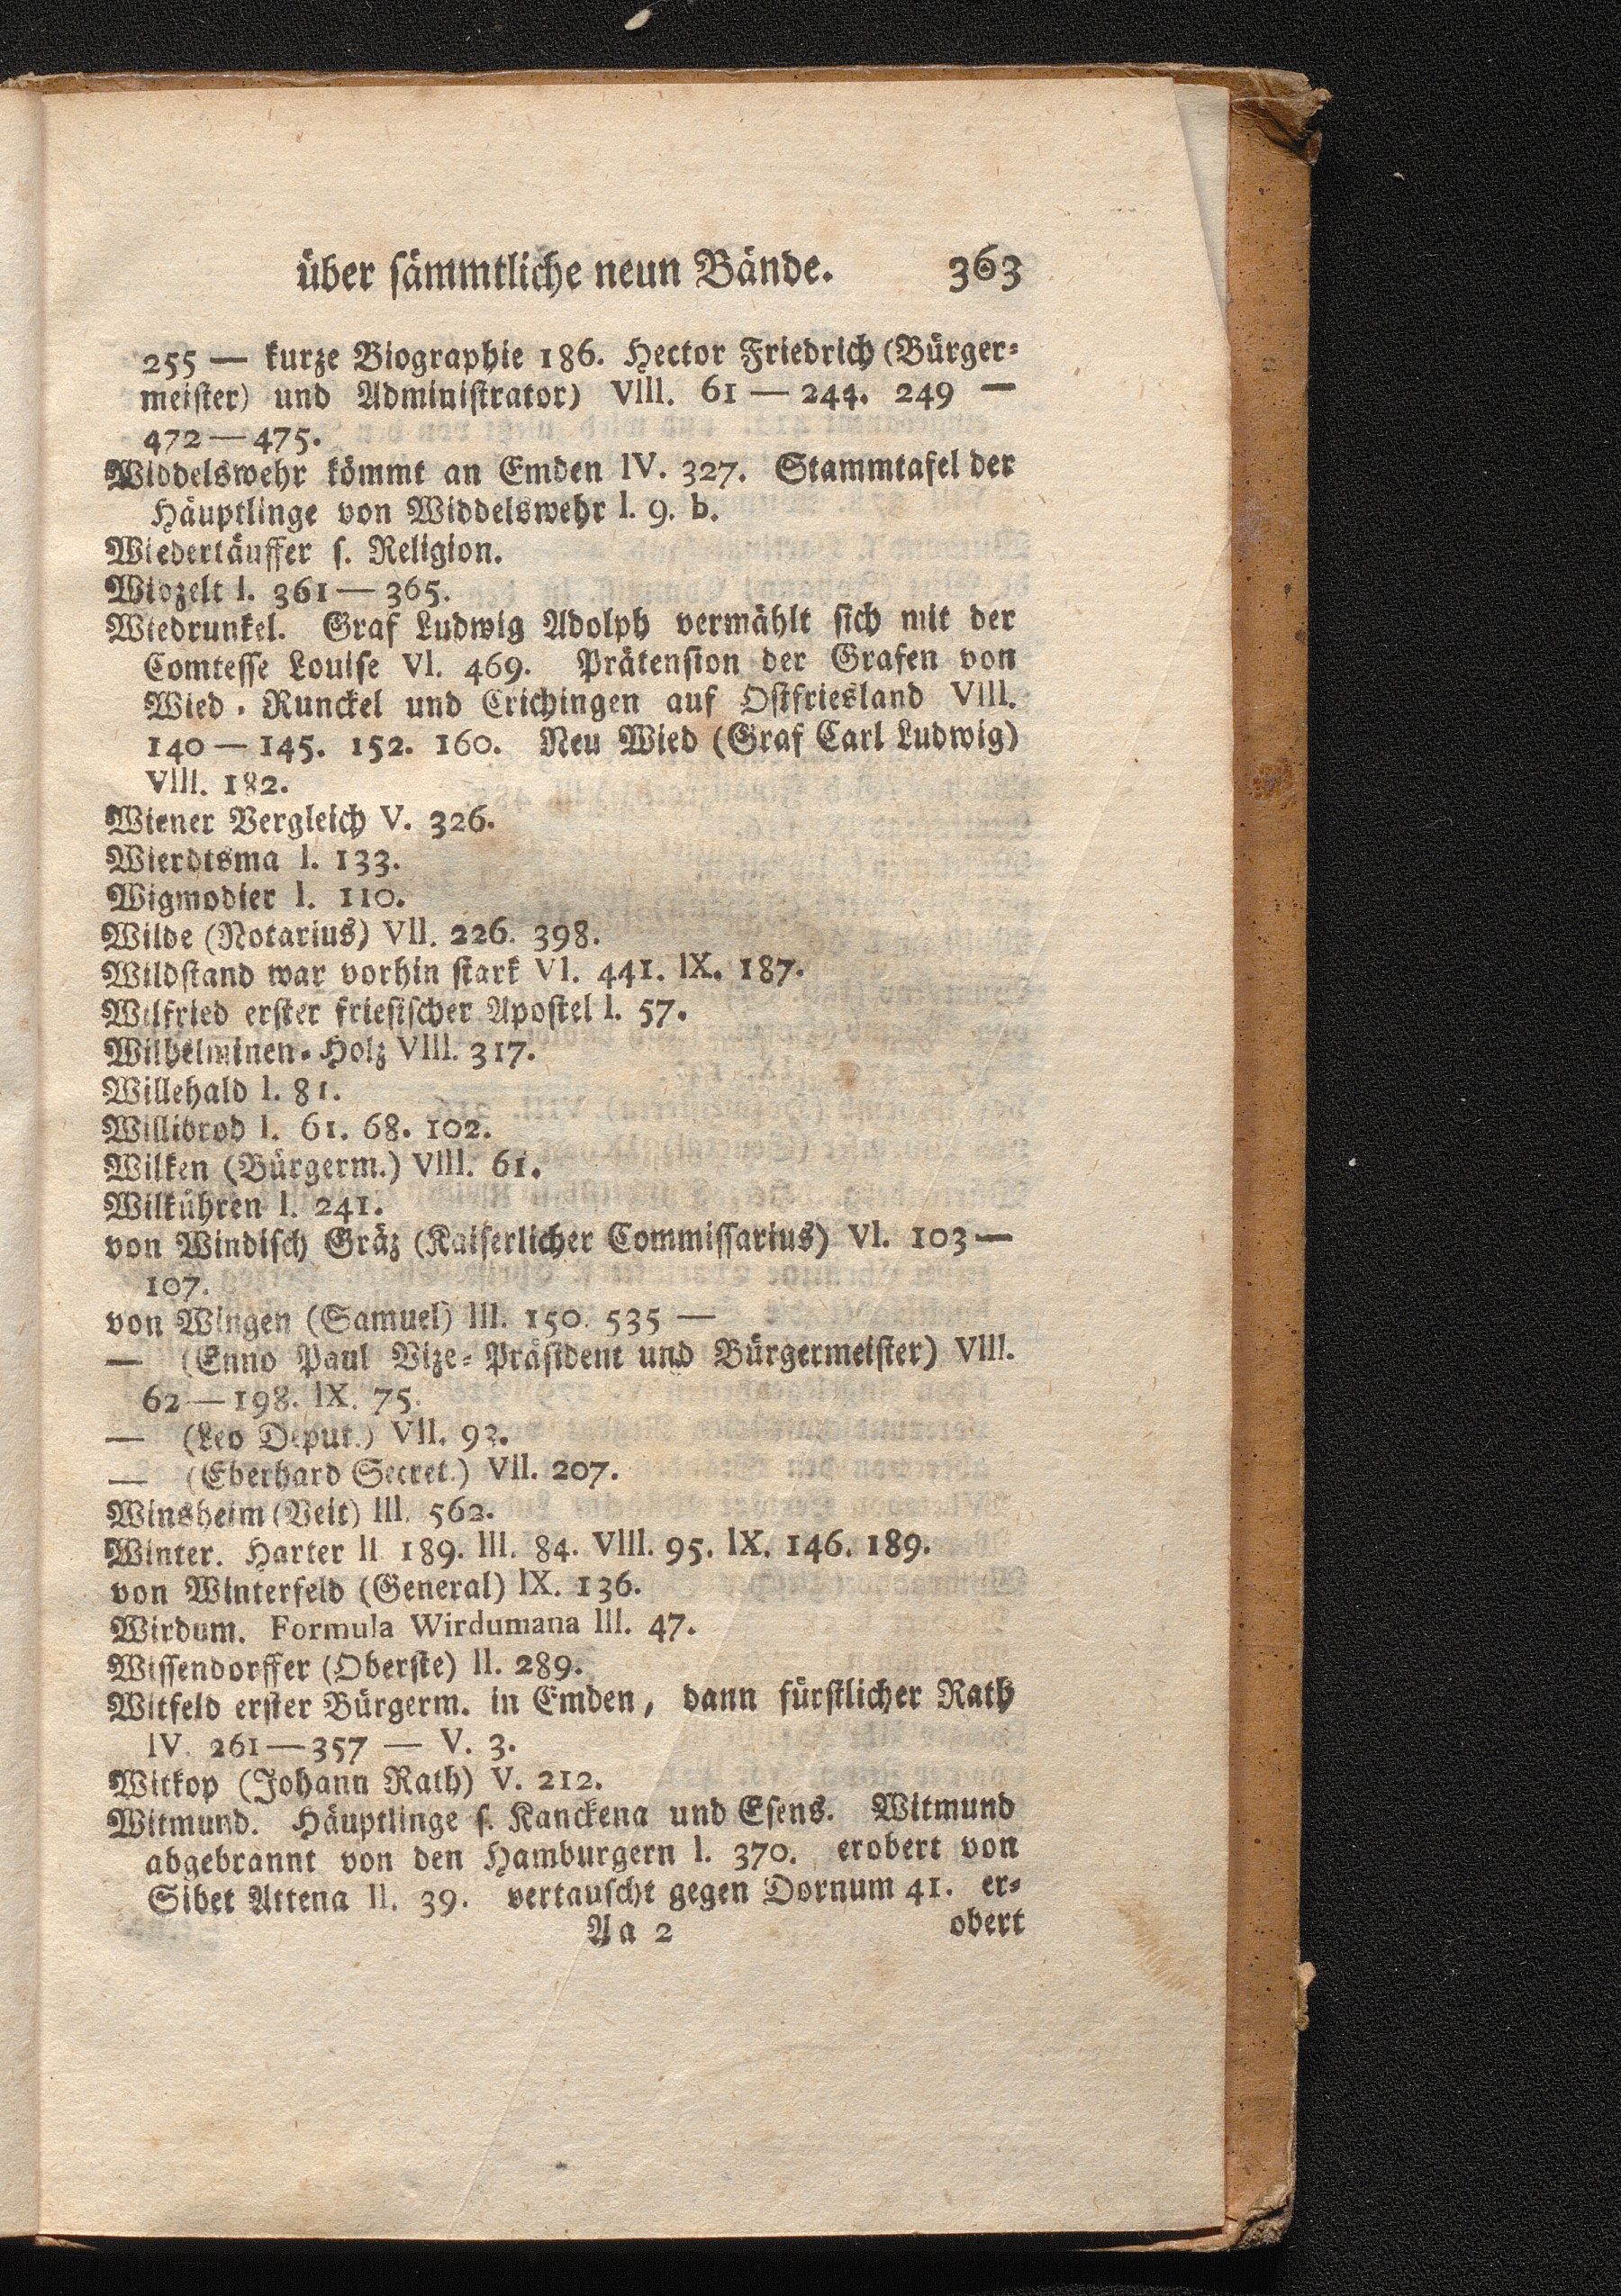 über sämmtliche neun Bände. 363
255 — kurze Biographie 186. Hector Friedrich (Bürger-
meister) und Administrator) VIII. 61 — 244. 249 —
472 — 475.
Widdelswehr kömmt an Emden IV. 327. Stammtafel der
Häuptlinge von Widdelswehr I. 9. b.
Wiedertäuffer s. Religion.
Widzelt I. 361 — 365.
Wiedrunkel. Graf Ludwig Adolph vermählt sich mit der
Comtesse Louise VI. 469. Prätension der Grafen von
Wied - Runckel und Crichingen auf Ostfriesland VIII.
140 — 145. 152. 160. Neu Wied (Graf Carl Ludwig)
VIII. 182.
Wiener Vergleich V. 326.
Wierdtsma I. 133.
Wigmodier I. 110.
Wilde (Notarius) VII. 226. 398.
Wildstand war vorhin stark VI. 441. IX. 187.
Wilfried erster friesischer Apostel I. 57.
Wilhelminen - Holz VIII. 317.
Willehald I. 81.
Willibrod I. 61. 68. 102.
Wilken (Bürgerm.) VIII. 61.
Wilkühren I. 241.
von Windisch Gräz (Kaiserlicher Commissarius) VI. 103 —
107.
von Wingen (Samuel) III. 150. 535 —
— (Enno Paul Vize- Präsident und Bürgermeister) VIII.
62 — 198. IX. 75.
— (Leo Deput.) VII. 93.
— (Eberhard Secret.) VII. 207.
Winsheim (Veit) III. 562.
Winter. Harter II 189. III. 84. VIII. 95. IX. 146. 189.
von Winterfeld (General) IX. 136.
Wirdum. Formula Wirdumana III. 47.
Wissendorffer (Oberste) II. 289.
Witfeld erster Bürgerm. in Emden, dann fürstlicher Rath
IV. 261 — 357 — V. 3.
Witkop (Johann Rath) V. 212.
Witmund. Häuptlinge s. Kanckena und Esens. Witmund
abgebrannt von den Hamburgern I. 370. erobert von
Sibet Attena II. 39. vertauscht gegen Dornum 41. er-
Aa 2 obert